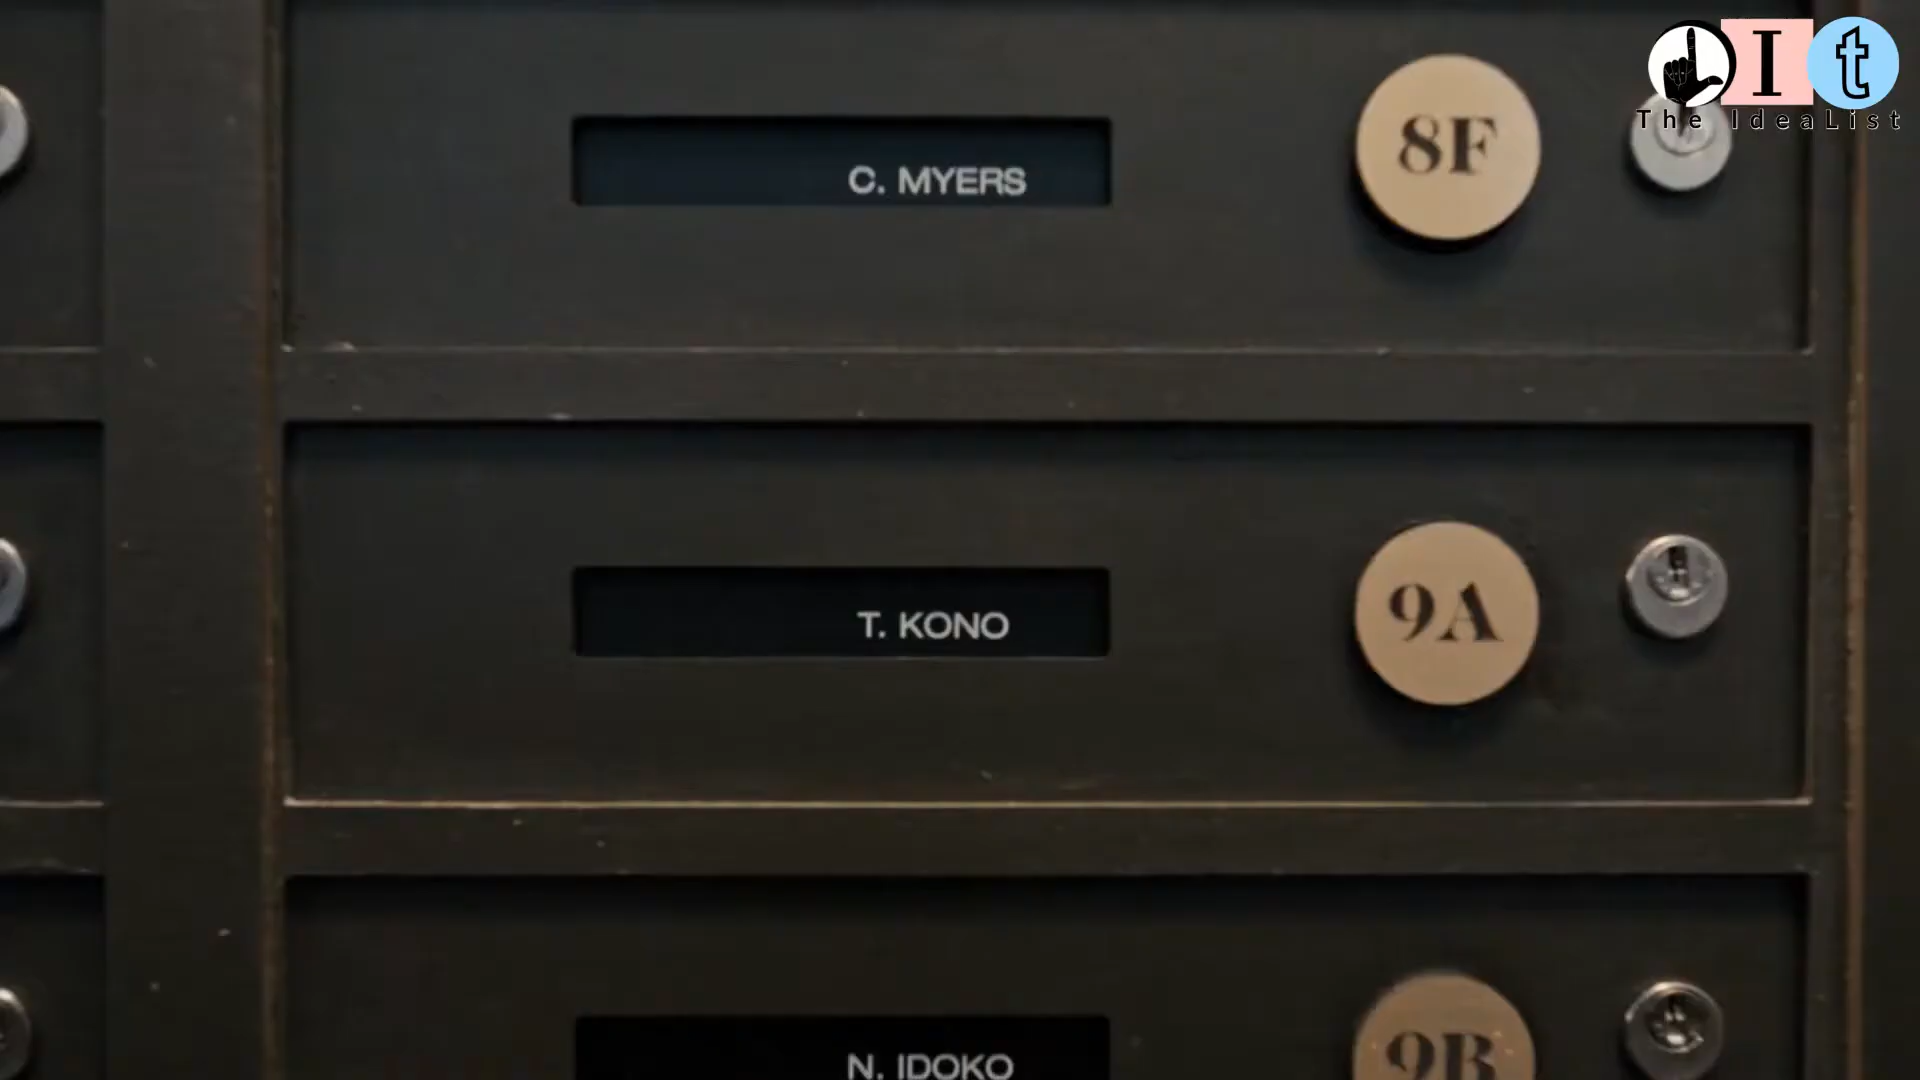 I t
The IdeaList
C. MYERS
8F
T. KONO
9A
N. IDOKO
9B